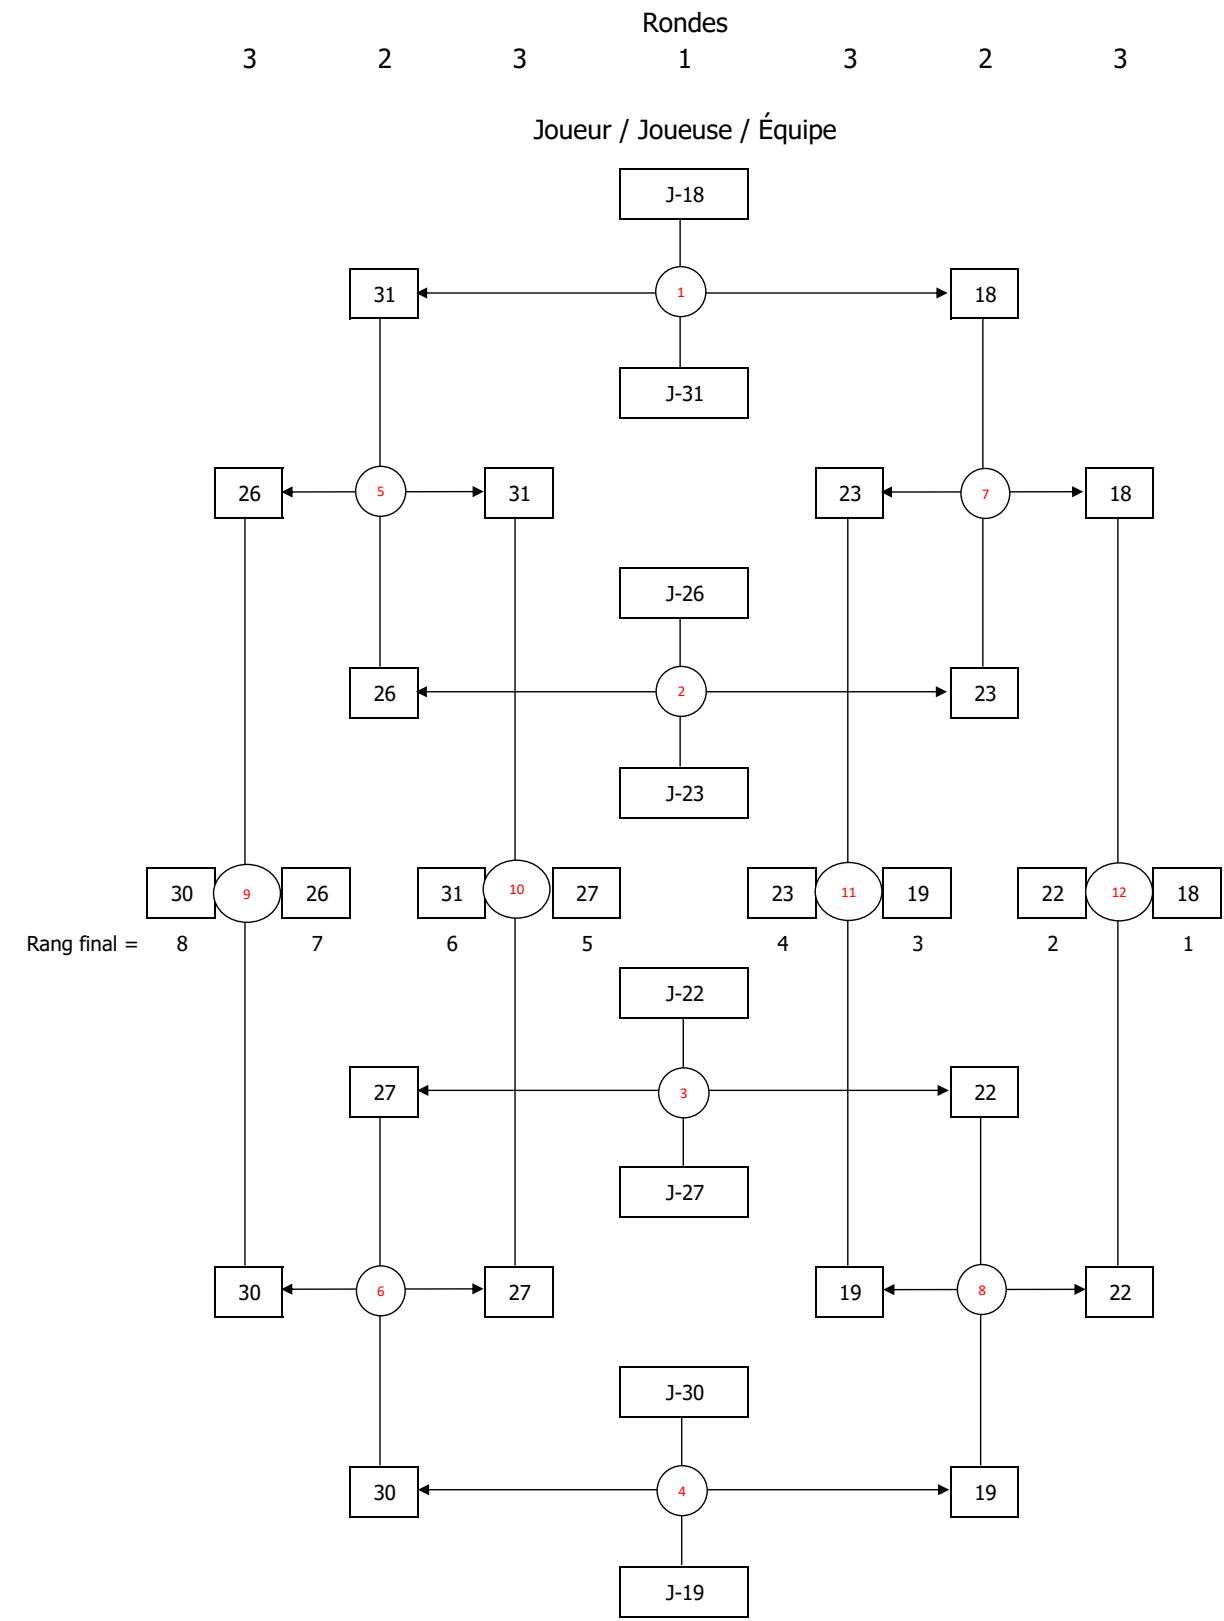 Rondes
3 2 3 1 3 2 3
Joueur / Joueuse / Équipe
J-18
31 1 18
J-31
26 5 31 23 7 18
J-26
26 2 23
J-23
30 9 26 31 10 27 23 11 19 22 12 18
Rang final = 8 7 6 5 4 3 2 1
J-22
27 3 22
J-27
30 6 27 19 8 22
J-30
30 4 19
J-19